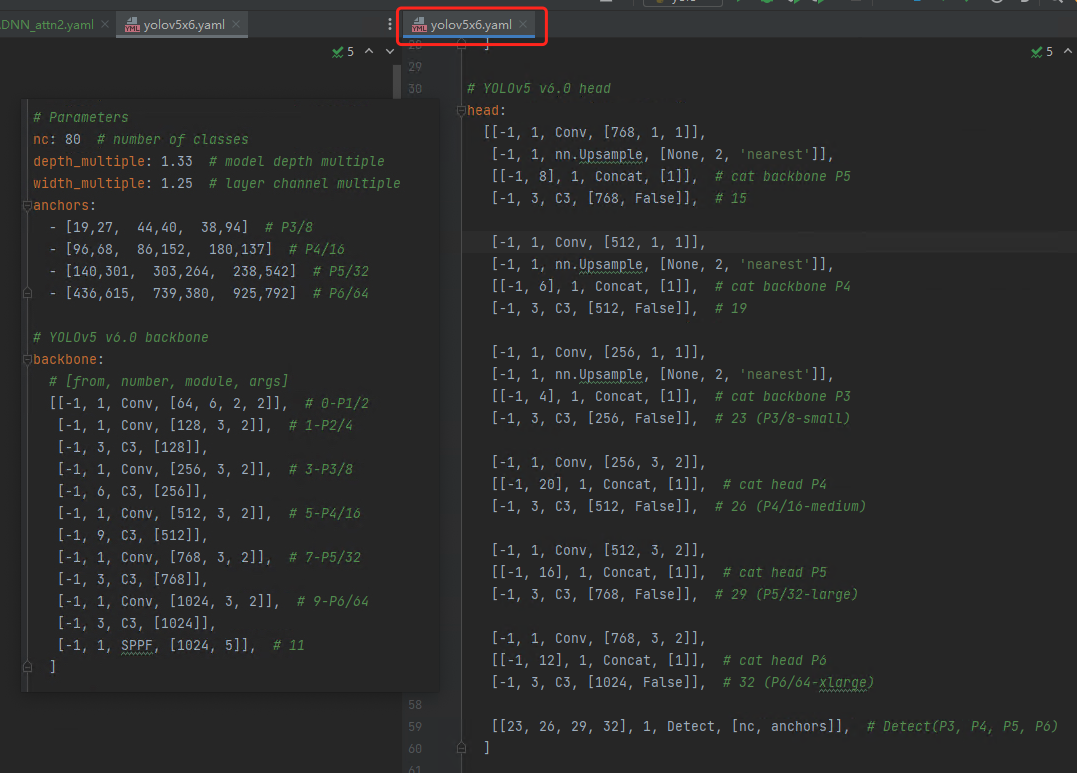 DNN_attn2.yaml
yolov5x6.yaml
yolov5x6.yaml
5
5
# Parameters
nc: 80  # number of classes
depth_multiple: 1.33  # model depth multiple
width_multiple: 1.25  # layer channel multiple
anchors:
  - [19,27,  44,40,  38,94]  # P3/8
  - [96,68,  86,152,  180,137]  # P4/16
  - [140,301,  303,264,  238,542]  # P5/32
  - [436,615,  739,380,  925,792]  # P6/64
# YOLOv5 v6.0 backbone
backbone:
  # [from, number, module, args]
  [[-1, 1, Conv, [64, 6, 2, 2]],  # 0-P1/2
   [-1, 1, Conv, [128, 3, 2]],  # 1-P2/4
   [-1, 3, C3, [128]],
   [-1, 1, Conv, [256, 3, 2]],  # 3-P3/8
   [-1, 6, C3, [256]],
   [-1, 1, Conv, [512, 3, 2]],  # 5-P4/16
   [-1, 9, C3, [512]],
   [-1, 1, Conv, [768, 3, 2]],  # 7-P5/32
   [-1, 3, C3, [768]],
   [-1, 1, Conv, [1024, 3, 2]],  # 9-P6/64
   [-1, 3, C3, [1024]],
   [-1, 1, SPPF, [1024, 5]],  # 11
  ]
28  ]
29
30
# YOLOv5 v6.0 head
head:
  [[-1, 1, Conv, [768, 1, 1]],
   [-1, 1, nn.Upsample, [None, 2, 'nearest']],
   [[-1, 8], 1, Concat, [1]],  # cat backbone P5
   [-1, 3, C3, [768, False]],  # 15
   [-1, 1, Conv, [512, 1, 1]],
   [-1, 1, nn.Upsample, [None, 2, 'nearest']],
   [[-1, 6], 1, Concat, [1]],  # cat backbone P4
   [-1, 3, C3, [512, False]],  # 19
   [-1, 1, Conv, [256, 1, 1]],
   [-1, 1, nn.Upsample, [None, 2, 'nearest']],
   [[-1, 4], 1, Concat, [1]],  # cat backbone P3
   [-1, 3, C3, [256, False]],  # 23 (P3/8-small)
   [-1, 1, Conv, [256, 3, 2]],
   [[-1, 20], 1, Concat, [1]],  # cat head P4
   [-1, 3, C3, [512, False]],  # 26 (P4/16-medium)
   [-1, 1, Conv, [512, 3, 2]],
   [[-1, 16], 1, Concat, [1]],  # cat head P5
   [-1, 3, C3, [768, False]],  # 29 (P5/32-large)
   [-1, 1, Conv, [768, 3, 2]],
   [[-1, 12], 1, Concat, [1]],  # cat head P6
   [-1, 3, C3, [1024, False]],  # 32 (P6/64-xlarge)
58
59   [[23, 26, 29, 32], 1, Detect, [nc, anchors]],  # Detect(P3, P4, P5, P6)
60  ]
61